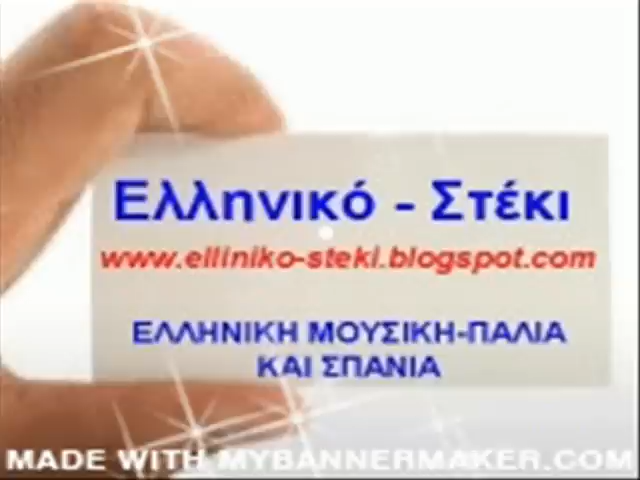 Ελληνικό - Στέκι
www.elliniko-steki.blogspot.com
ΕΛΛΗΝΙΚΗ ΜΟΥΣΙΚΗ-ΠΑΛΙΑ
ΚΑΙ ΣΠΑΝΙΑ
MADE WITH MYBANNERMAKER.COM